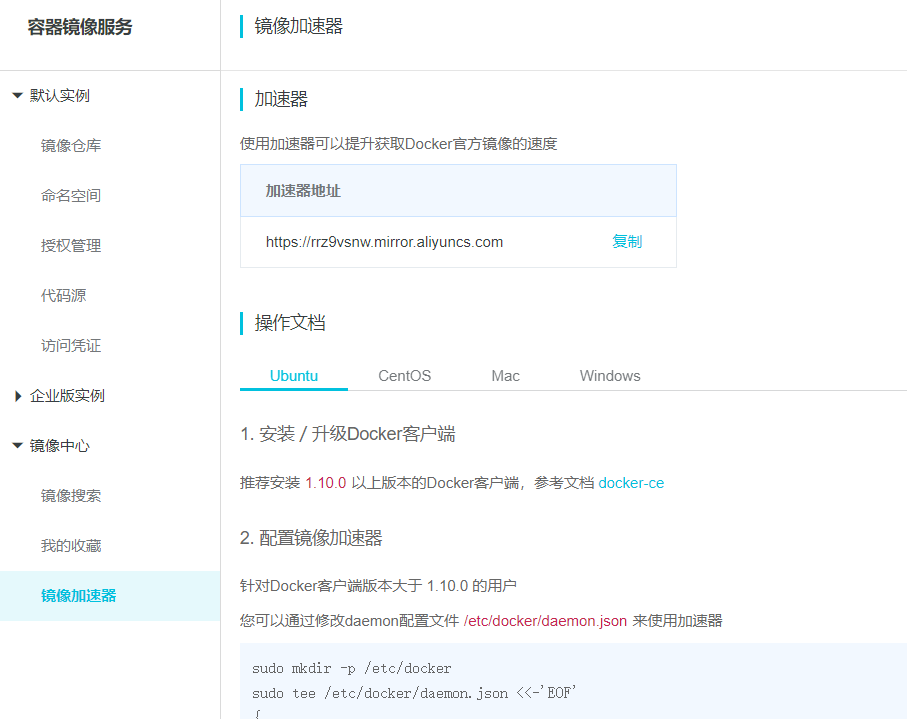 容器镜像服务
默认实例
镜像仓库
命名空间
授权管理
代码源
访问凭证
企业版实例
镜像中心
镜像搜索
我的收藏
镜像加速器
镜像加速器
加速器
使用加速器可以提升获取Docker官方镜像的速度
加速器地址
https://rrz9vsnw.mirror.aliyuncs.com 复制
操作文档
Ubuntu CentOS Mac Windows
1. 安装 / 升级Docker客户端
推荐安装 1.10.0 以上版本的Docker客户端，参考文档 docker-ce
2. 配置镜像加速器
针对Docker客户端版本大于 1.10.0 的用户
您可以通过修改daemon配置文件 /etc/docker/daemon.json 来使用加速器
sudo mkdir -p /etc/docker
sudo tee /etc/docker/daemon.json <<-'EOF'
{